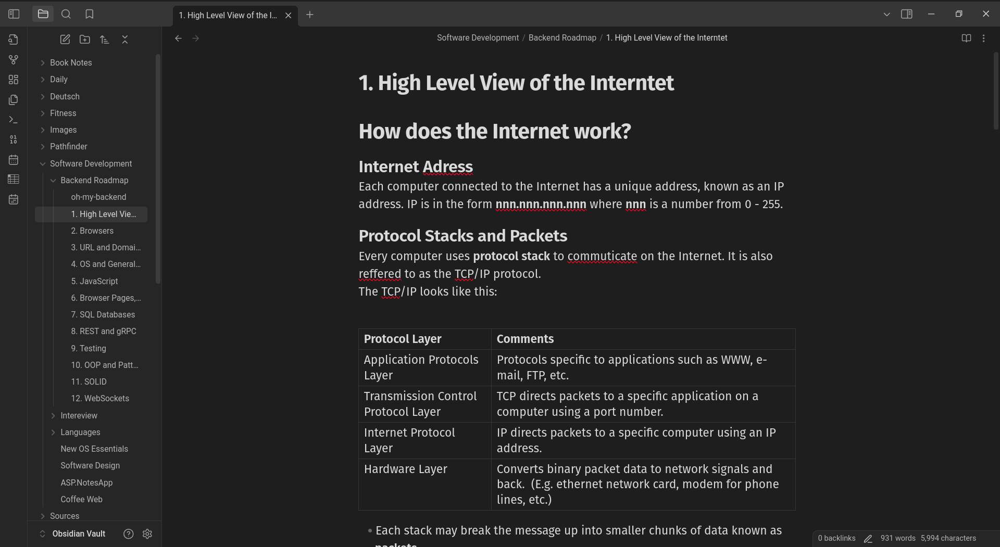 1. High Level View of the I...
Software Development / Backend Roadmap / 1. High Level View of the Interntet
Book Notes
Daily
Deutsch
Fitness
Images
Pathfinder
Software Development
Backend Roadmap
oh-my-backend
1. High Level Vie...
2. Browsers
3. URL and Domai...
4. OS and General...
5. JavaScript
6. Browser Pages,...
7. SQL Databases
8. REST and gRPC
9. Testing
10. OOP and Patt...
11. SOLID
12. WebSockets
Intereview
Languages
New OS Essentials
Software Design
ASP.NotesApp
Coffee Web
Sources
Obsidian Vault
1. High Level View of the Interntet
How does the Internet work?
Internet Adress
Each computer connected to the Internet has a unique address, known as an IP
address. IP is in the form nnn.nnn.nnn.nnn where nnn is a number from 0 - 255.
Protocol Stacks and Packets
Every computer uses protocol stack to commuticate on the Internet. It is also
reffered to as the TCP/IP protocol.
The TCP/IP looks like this:
Protocol Layer
Comments
Application Protocols
Layer
Protocols specific to applications such as WWW, e-
mail, FTP, etc.
Transmission Control
Protocol Layer
TCP directs packets to a specific application on a
computer using a port number.
Internet Protocol
Layer
IP directs packets to a specific computer using an IP
address.
Hardware Layer
Converts binary packet data to network signals and
back.  (E.g. ethernet network card, modem for phone
lines, etc.)
Each stack may break the message up into smaller chunks of data known as
packets
0 backlinks
931 words
5,994 characters